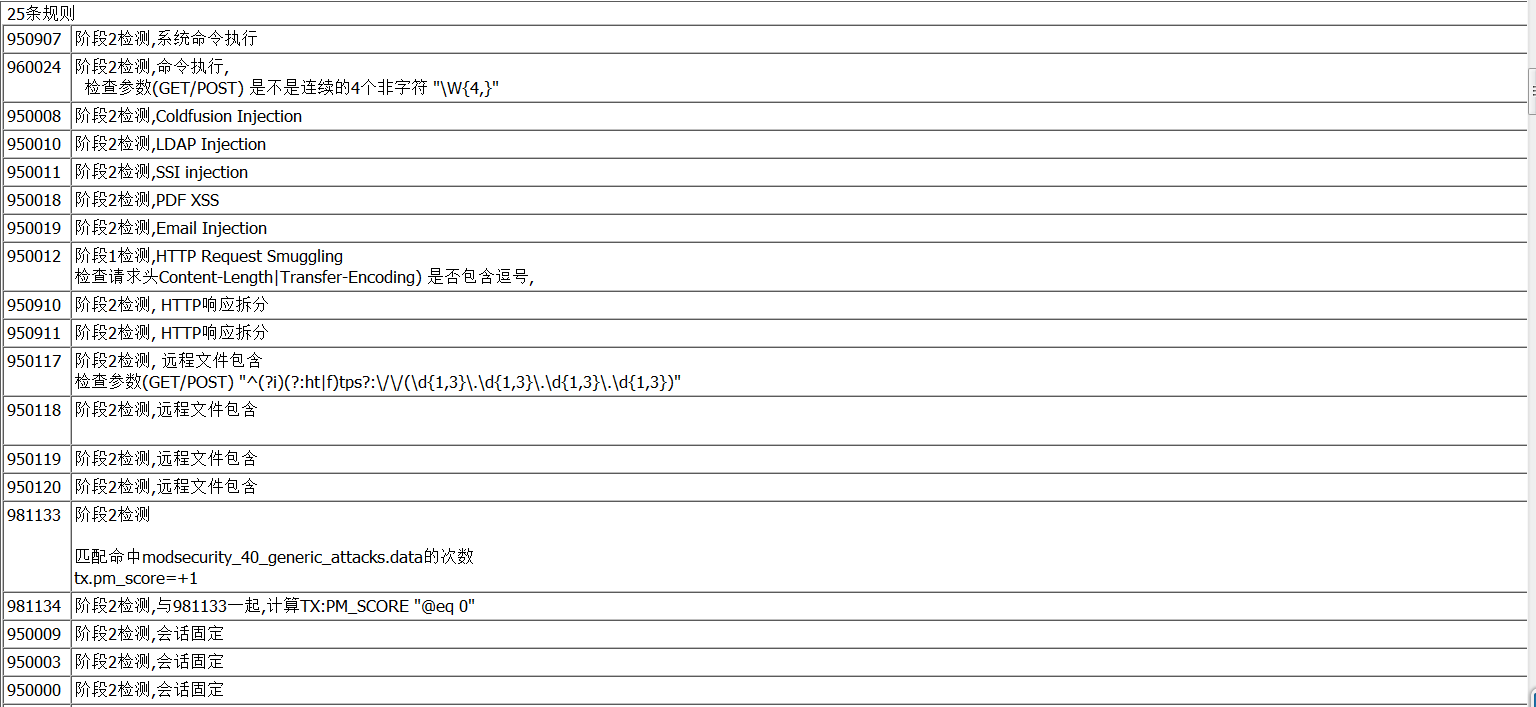 25条规则
950907 阶段2检测,系统命令执行
960024 阶段2检测,命令执行,
检查参数(GET/POST) 是不是连续的4个非字符 "\W{4,}"
950008 阶段2检测,Coldfusion Injection
950010 阶段2检测,LDAP Injection
950011 阶段2检测,SSI injection
950018 阶段2检测,PDF XSS
950019 阶段2检测,Email Injection
950012 阶段1检测,HTTP Request Smuggling
检查请求头Content-Length|Transfer-Encoding) 是否包含逗号,
950910 阶段2检测, HTTP响应拆分
950911 阶段2检测, HTTP响应拆分
950117 阶段2检测, 远程文件包含
检查参数(GET/POST) "^(?i)(?:ht|f)tps?:\/\/(\d{1,3}\.\d{1,3}\.\d{1,3}\.\d{1,3})"
950118 阶段2检测,远程文件包含
950119 阶段2检测,远程文件包含
950120 阶段2检测,远程文件包含
981133 阶段2检测
匹配命中modsecurity_40_generic_attacks.data的次数
tx.pm_score=+1
981134 阶段2检测,与981133一起,计算TX:PM_SCORE "@eq 0"
950009 阶段2检测,会话固定
950003 阶段2检测,会话固定
950000 阶段2检测,会话固定